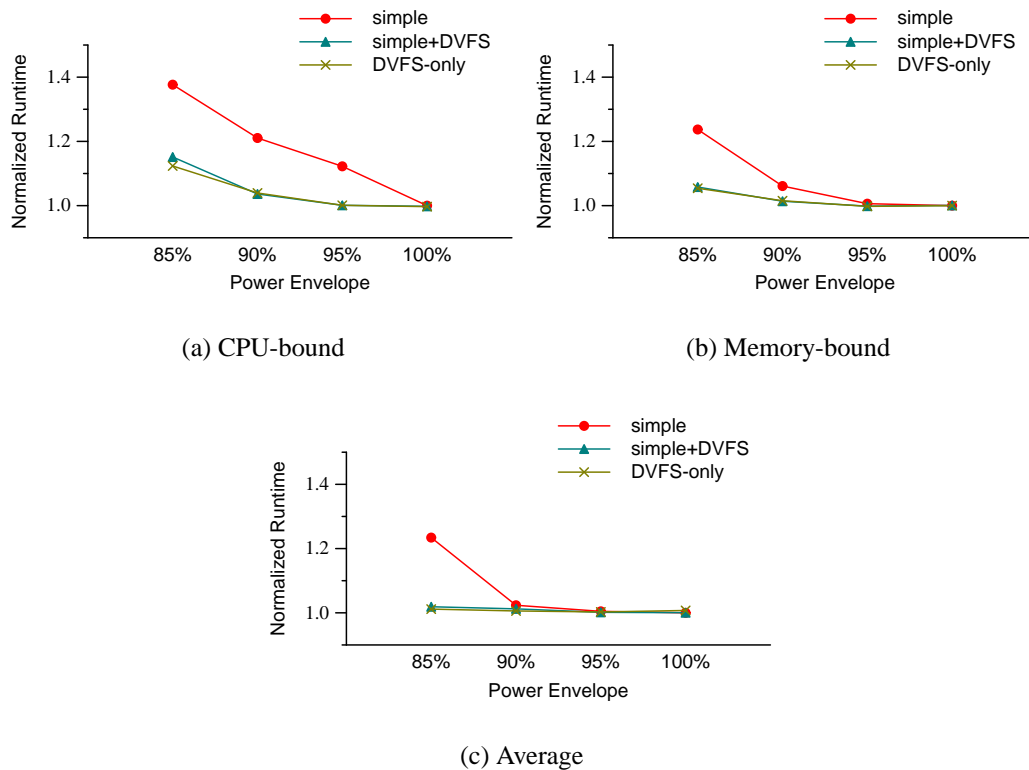 simple
simple+DVFS
DVFS-only
1.4
1.2
1.0
Normalized Runtime
85% 90% 95% 100%
Power Envelope
(a) CPU-bound
simple
simple+DVFS
DVFS-only
1.4
1.2
1.0
Normalized Runtime
85% 90% 95% 100%
Power Envelope
(b) Memory-bound
simple
simple+DVFS
DVFS-only
1.4
1.2
1.0
Normalized Runtime
85% 90% 95% 100%
Power Envelope
(c) Average